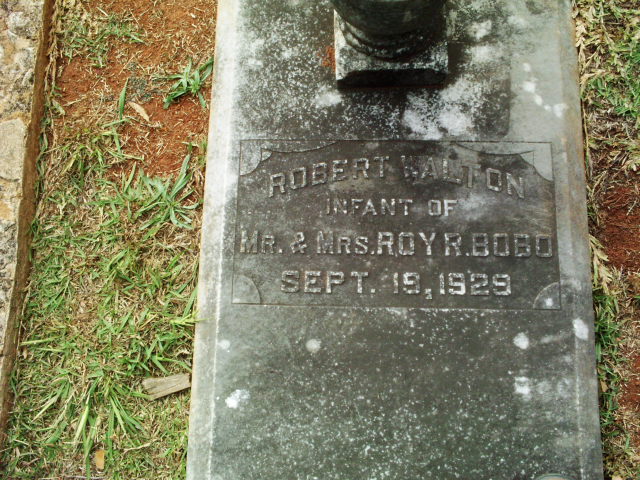 ROBERT WALTON
INFANT OF
MR. & MRS. ROY R. BOBO
SEPT. 19, 1929